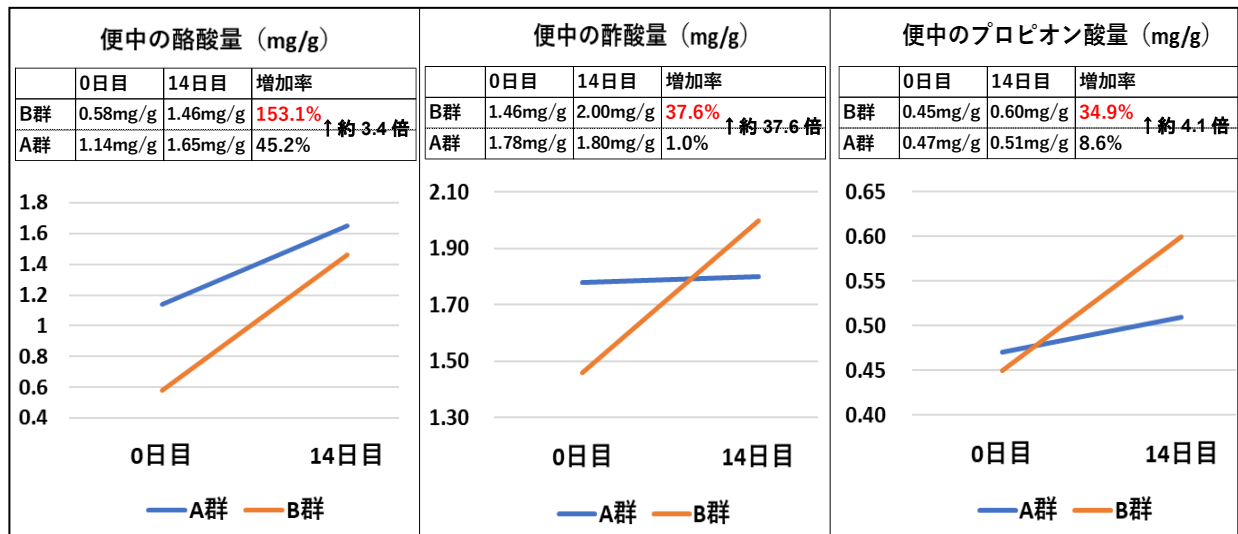 便中の酪酸量（mg/g）
0日目 14日目 増加率
B群 0.58mg/g 1.46mg/g 153.1%
↑約 3.4 倍
A群 1.14mg/g 1.65mg/g 45.2%
1.8
1.6
1.4
1.2
1
0.8
0.6
0.4
0日目 14日目
A群 B群
便中の酢酸量（mg/g）
0日目 14日目 増加率
B群 1.46mg/g 2.00mg/g 37.6%
↑約 37.6 倍
A群 1.78mg/g 1.80mg/g 1.0%
2.10
1.90
1.70
1.50
1.30
0日目 14日目
A群 B群
便中のプロピオン酸量（mg/g）
0日目 14日目 増加率
B群 0.45mg/g 0.60mg/g 34.9%
↑約 4.1 倍
A群 0.47mg/g 0.51mg/g 8.6%
0.65
0.60
0.55
0.50
0.45
0.40
0日目 14日目
A群 B群